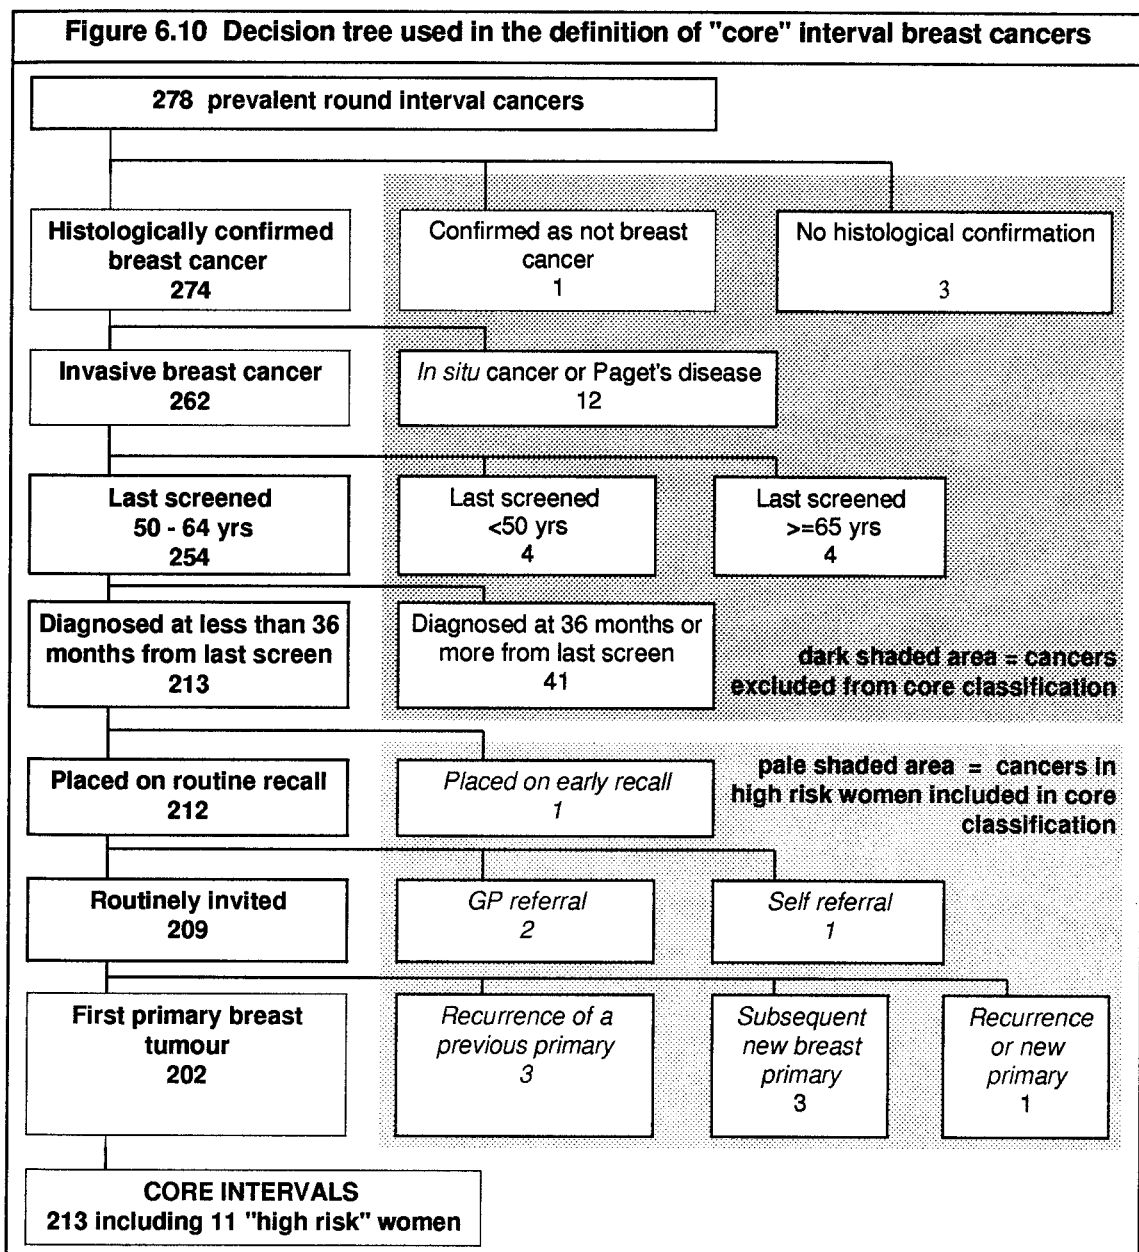 Figure 6.10 Decision tree used in the definition of "core" interval breast cancers
278 prevalent round interval cancers
Histologically confirmed
breast cancer
274
Confirmed as not breast
cancer
1
No histological confirmation
3
Invasive breast cancer
262
In situ cancer or Paget's disease
12
Last screened
50 - 64 yrs
254
Last screened
<50 yrs
4
Last screened
>=65 yrs
4
Diagnosed at less than 36
months from last screen
213
Diagnosed at 36 months or
more from last screen
41
dark shaded area = cancers
excluded from core classification
Placed on routine recall
212
Placed on early recall
1
pale shaded area = cancers in
high risk women included in core
classification
Routinely invited
209
GP referral
2
Self referral
1
First primary breast
tumour
202
Recurrence of a
previous primary
3
Subsequent
new breast
primary
3
Recurrence
or new
primary
1
CORE INTERVALS
213 including 11 "high risk" women